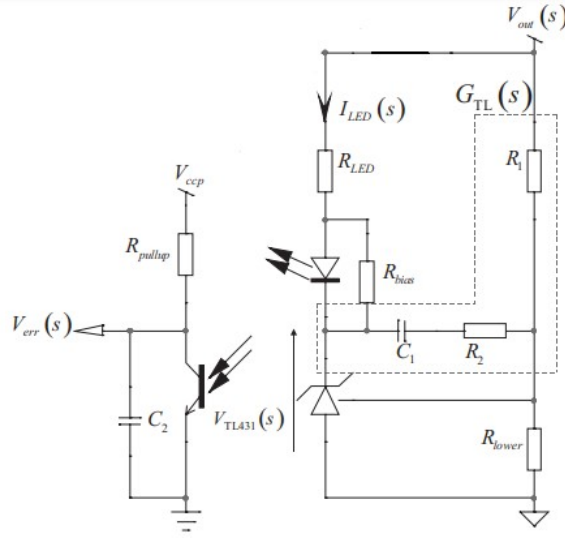 V_out(s)
G_TL(s)
I_LED(s)
R_LED
R_1
V_ccp
R_pullup
R_bias
V_err(s)
C_1
R_2
C_2
V_TL431(s)
R_lower